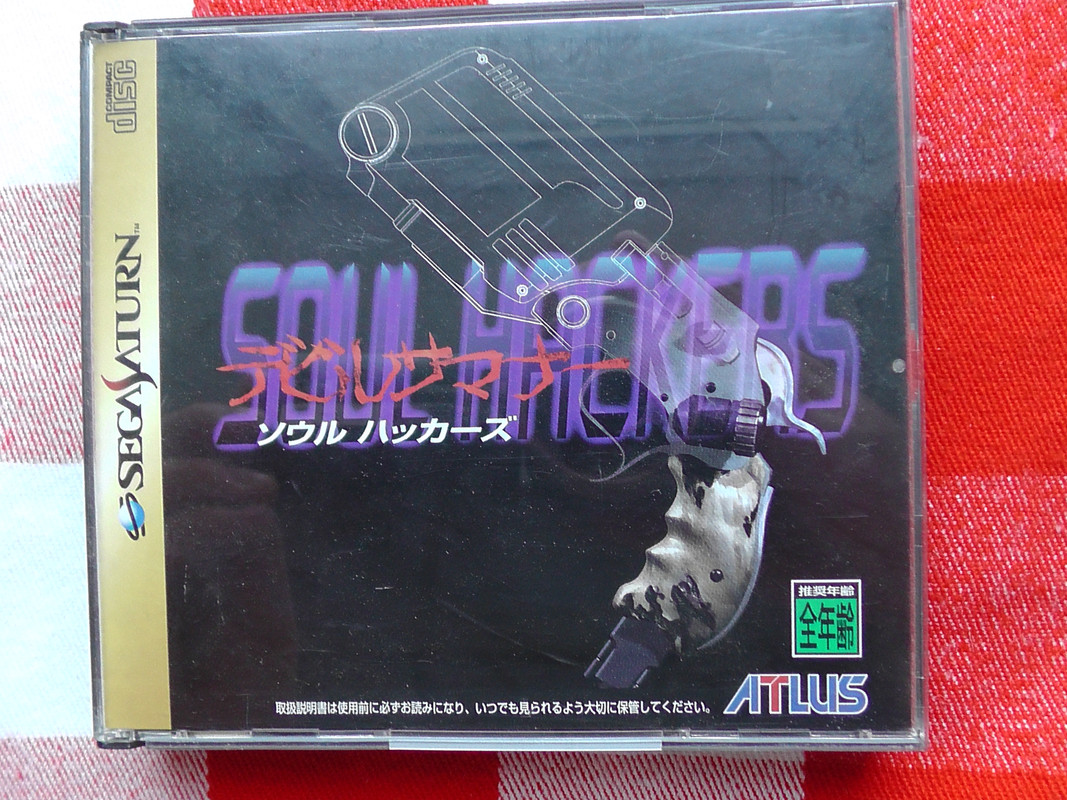 COMPACT
disc
SEGA SATURN™
SOUL HACKERS
デビルサマナー
ソウル ハッカーズ
推奨年齢
全年齢
取扱説明書は使用前に必ずお読みになり、いつでも見られるよう大切に保管してください。
ATLUS